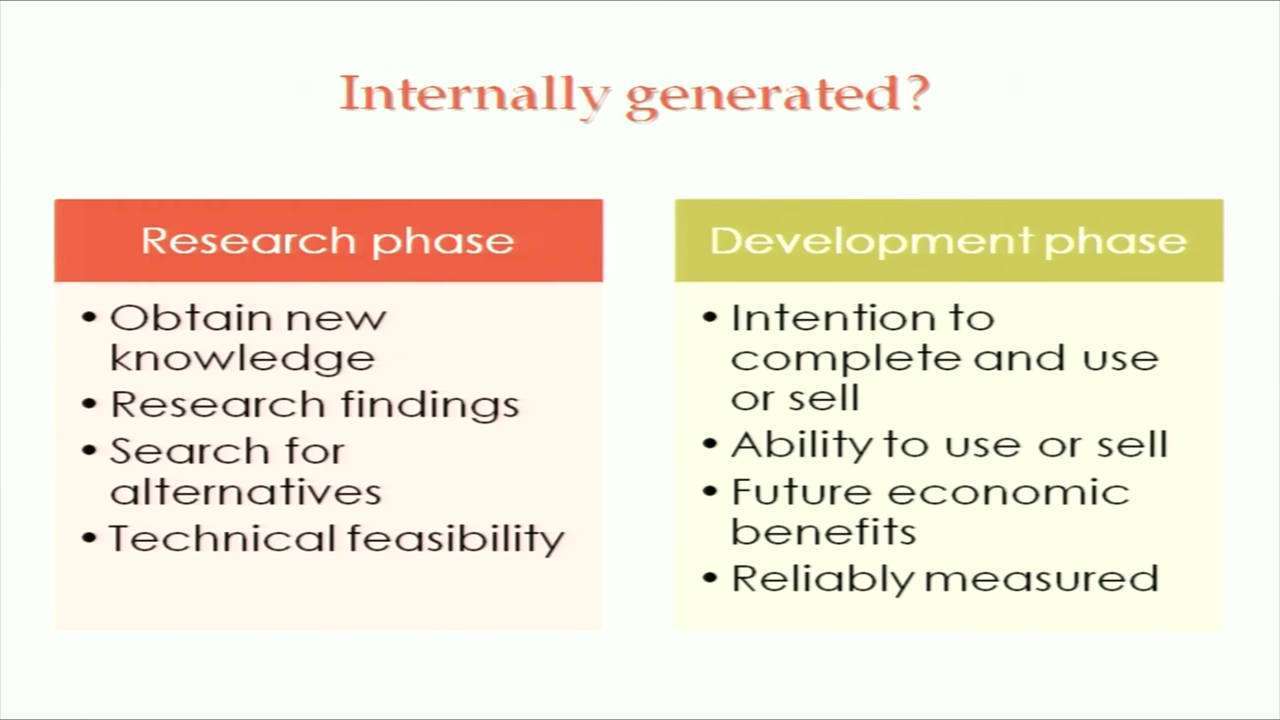 Internally generated?
Research phase
• Obtain new
knowledge
• Research findings
• Search for
alternatives
• Technical feasibility
Development phase
• Intention to
complete and use
or sell
• Ability to use or sell
• Future economic
benefits
• Reliably measured